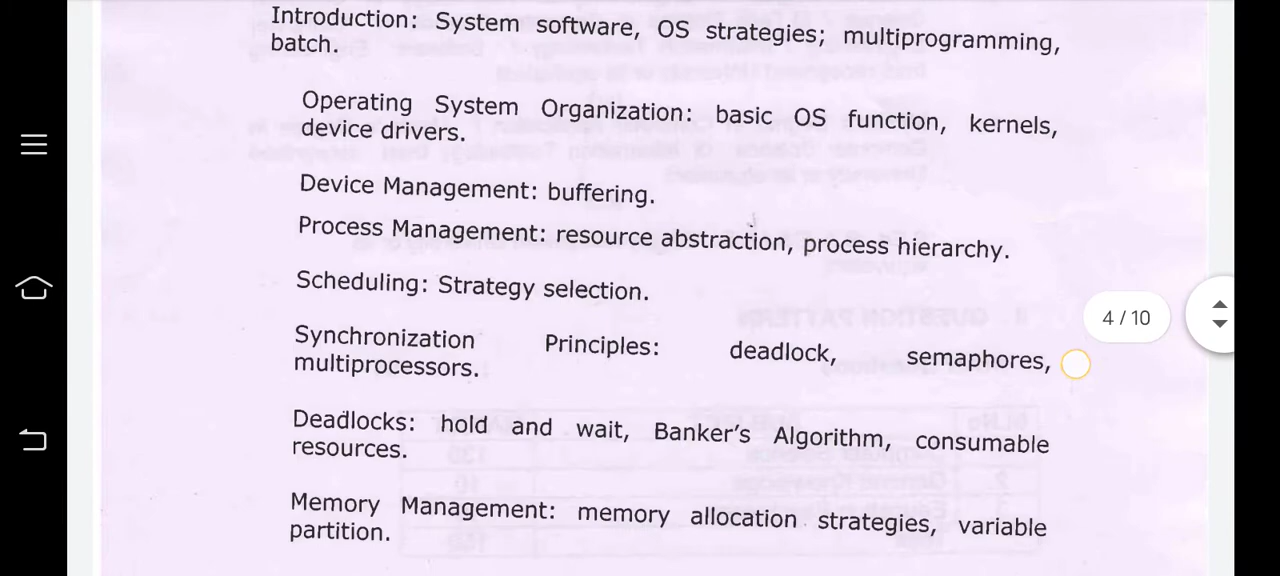 Introduction: System software, OS strategies; multiprogramming,
batch.
Operating System Organization: basic OS function, kernels,
device drivers.
Device Management: buffering.
Process Management: resource abstraction, process hierarchy.
Scheduling: Strategy selection.
4 / 10
Synchronization Principles: deadlock, semaphores,
multiprocessors.
Deadlocks: hold and wait, Banker's Algorithm, consumable
resources.
Memory Management: memory allocation strategies, variable
partition.